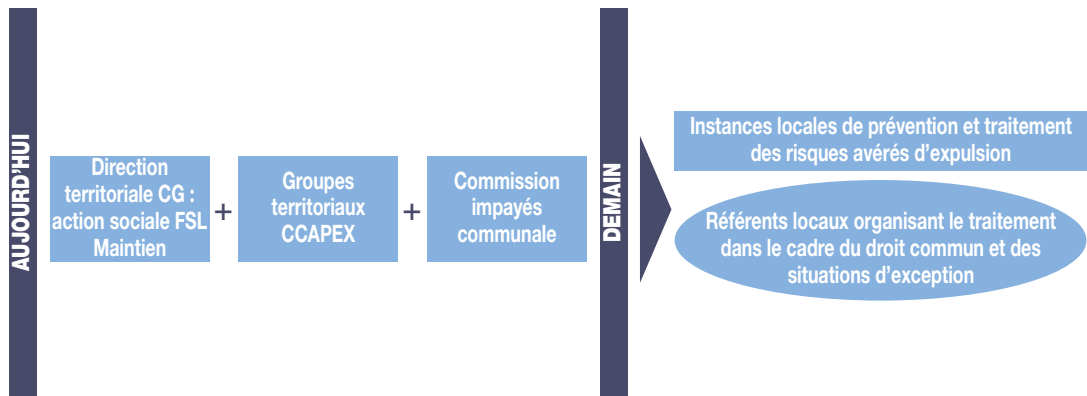 AUJOURD'HUI
Direction
territoriale CG :
action sociale FSL
Maintien
+
Groupes
territoriaux
CCAPEX
+
Commission
impayés
communale
DEMAIN
Instances locales de prévention et traitement
des risques avérés d'expulsion
Référents locaux organisant le traitement
dans le cadre du droit commun et des
situations d'exception